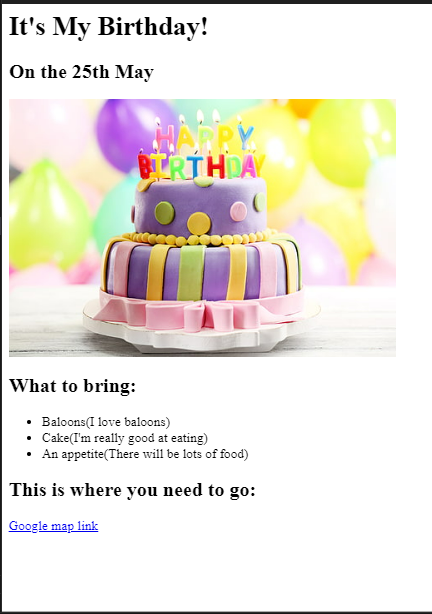 It's My Birthday!
On the 25th May
HAPPY
BIRTHDAY
What to bring:
Baloons(I love baloons)
Cake(I'm really good at eating)
An appetite(There will be lots of food)
This is where you need to go:
Google map link